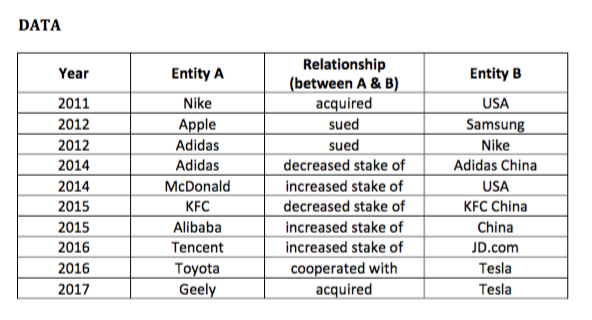 DATA
Year Entity A Relationship (between A & B) Entity B
2011 Nike acquired USA
2012 Apple sued Samsung
2012 Adidas sued Nike
2014 Adidas decreased stake of Adidas China
2014 McDonald increased stake of USA
2015 KFC decreased stake of KFC China
2015 Alibaba increased stake of China
2016 Tencent increased stake of JD.com
2016 Toyota cooperated with Tesla
2017 Geely acquired Tesla